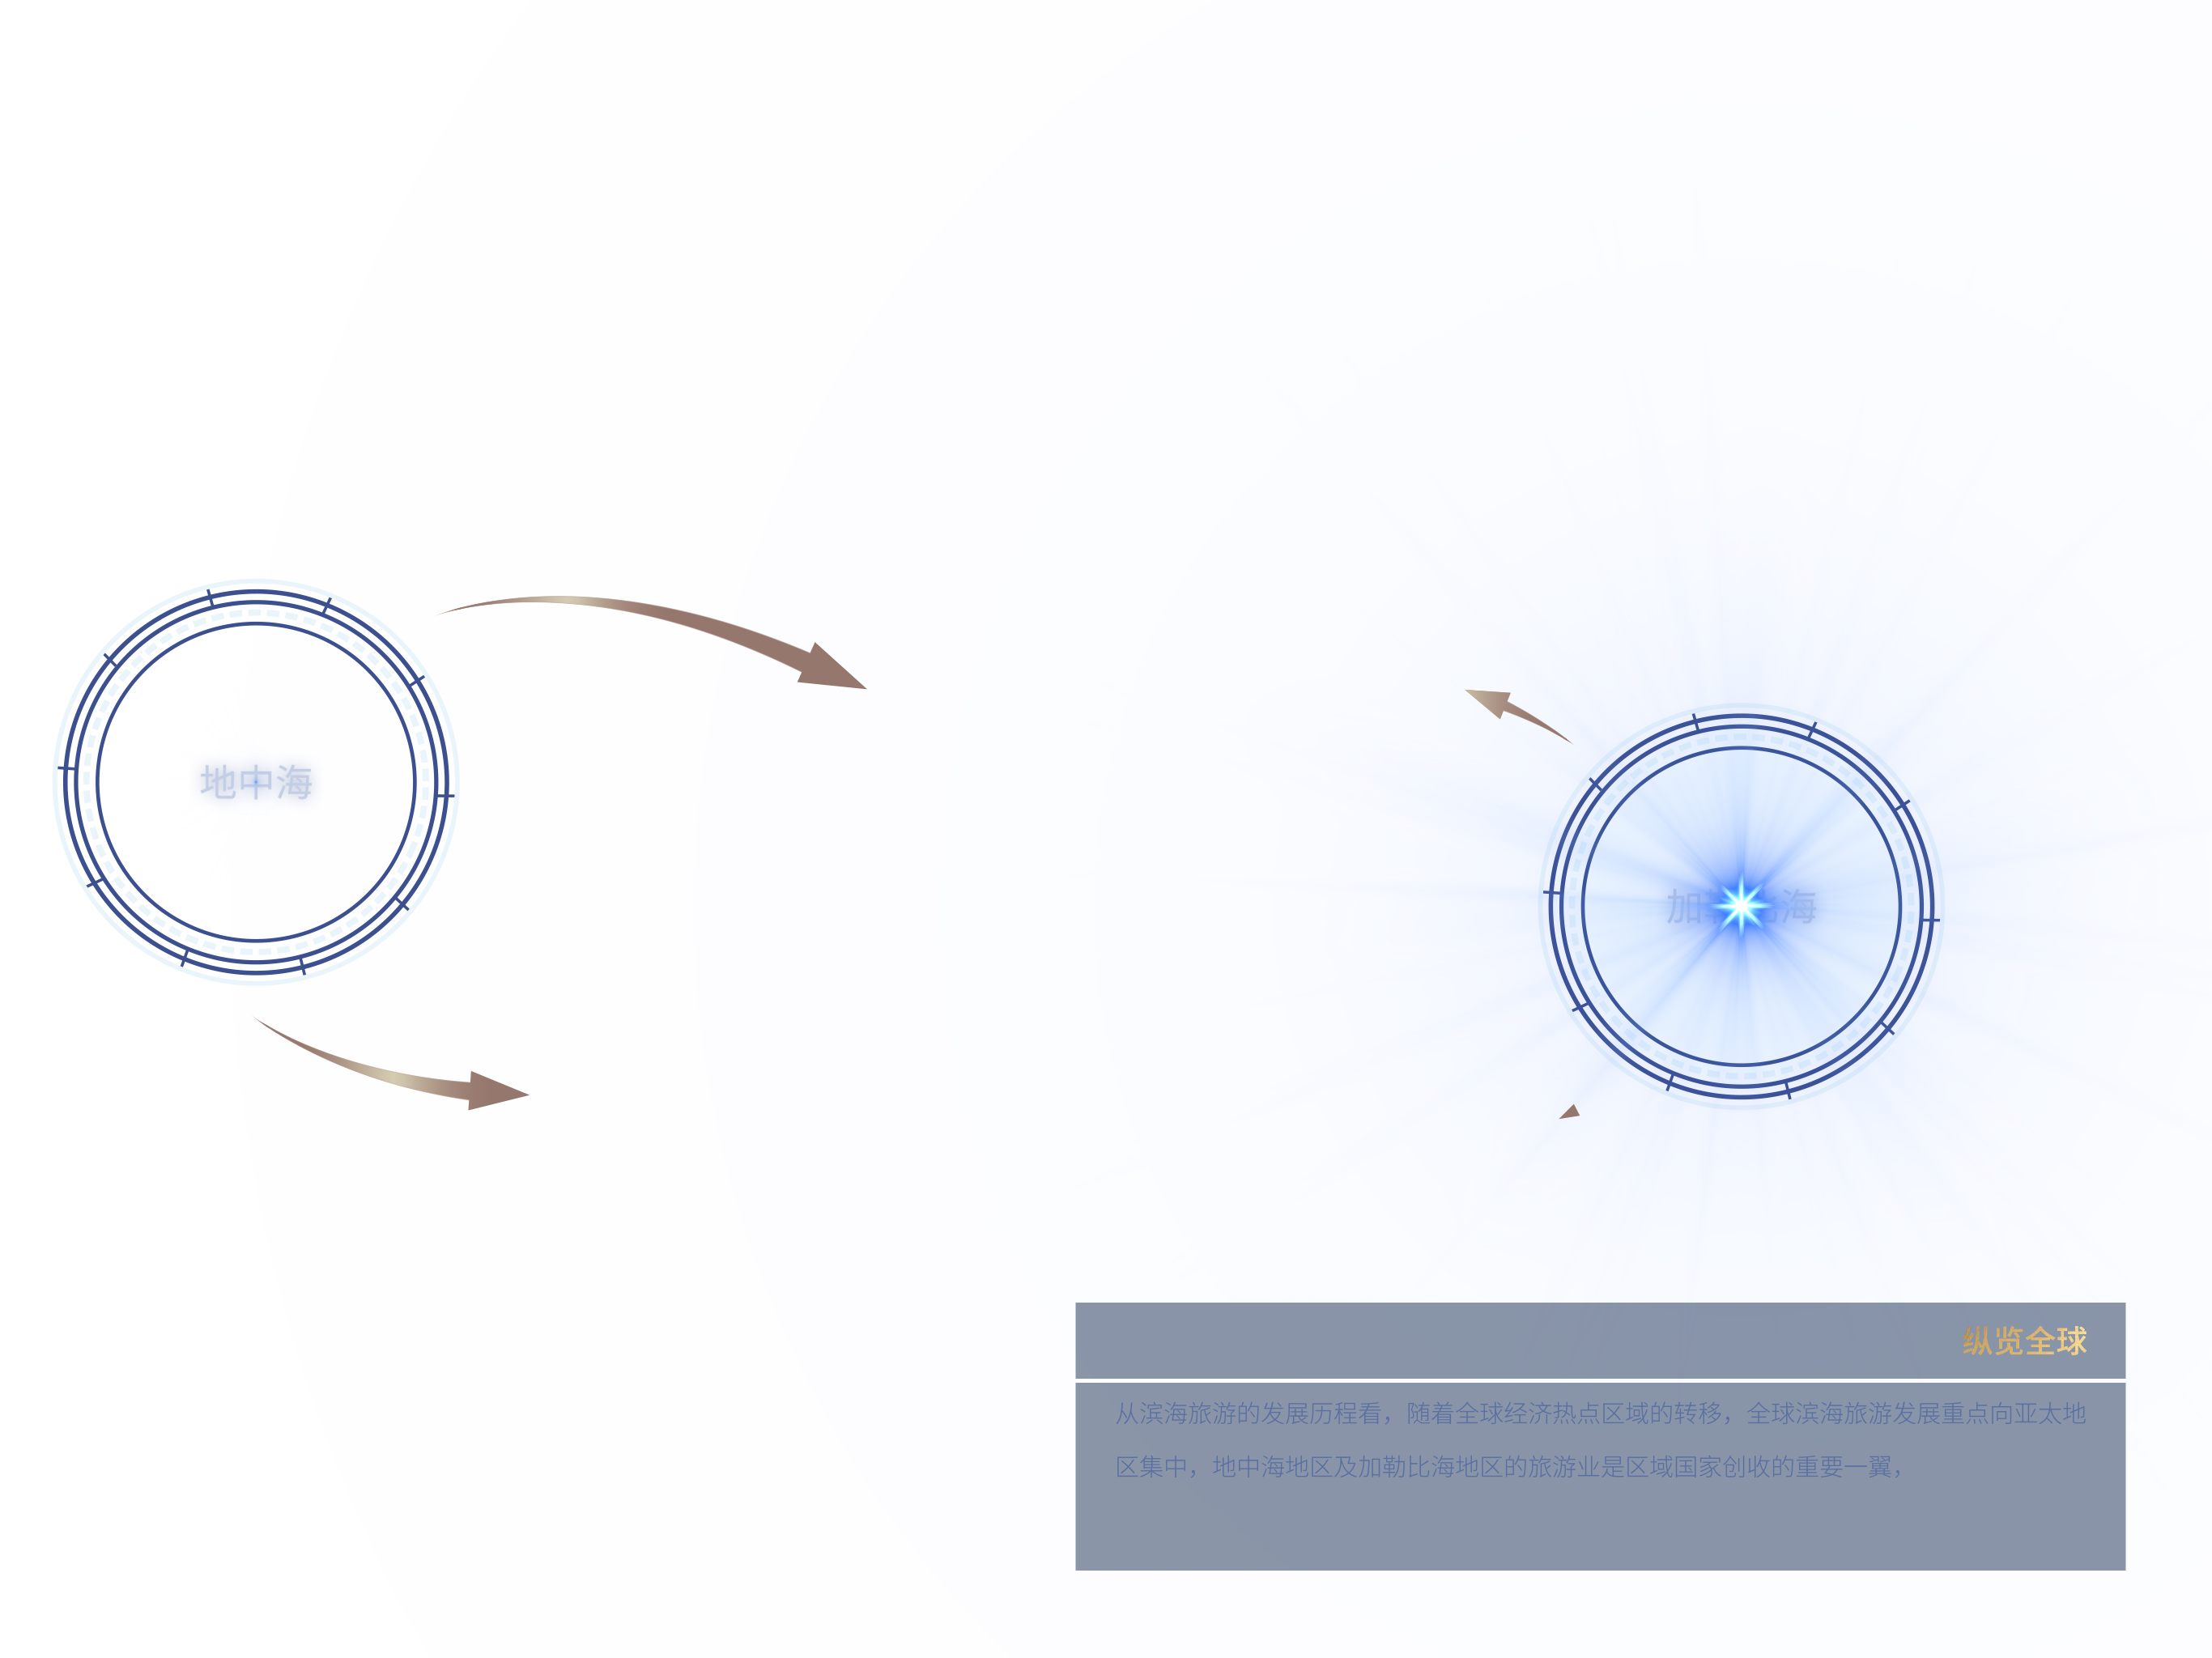 地中海
加勒比海
纵览全球
从滨海旅游的发展历程看，随着全球经济热点区域的转移，全球滨海旅游发展重点向亚太地
区集中，地中海地区及加勒比海地区的旅游业是区域国家创收的重要一翼，